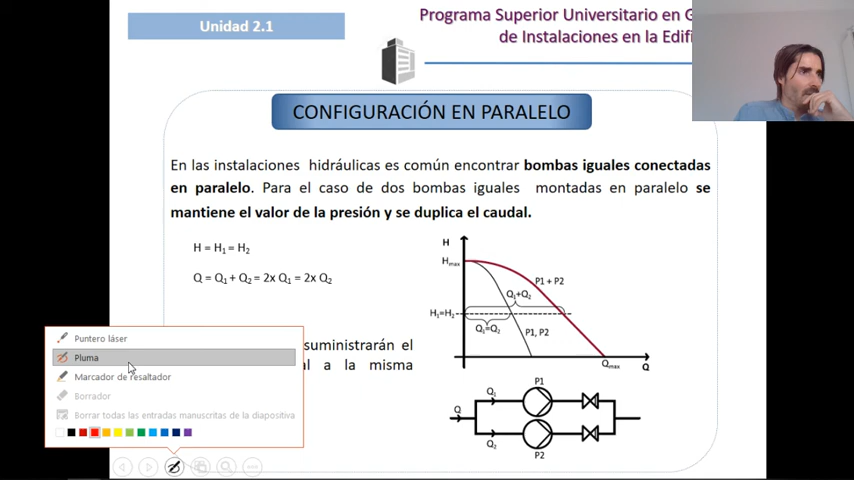 Unidad 2.1
Programa Superior Universitario en G
de Instalaciones en la Edifi
CONFIGURACIÓN EN PARALELO
En las instalaciones hidráulicas es común encontrar bombas iguales conectadas
en paralelo. Para el caso de dos bombas iguales montadas en paralelo se
mantiene el valor de la presión y se duplica el caudal.
H = H1 = H2
Q = Q1 + Q2 = 2x Q1 = 2x Q2
suministrarán el
l a la misma
H
Hmax
P1 + P2
Q1+Q2
H1=H2
Q1=Q2
P1, P2
Qmax
Q
P1
Q1
Q
Q2
P2
Puntero láser
Pluma
Marcador de resaltador
Borrador
Borrar todas las entradas manuscritas de la diapositiva